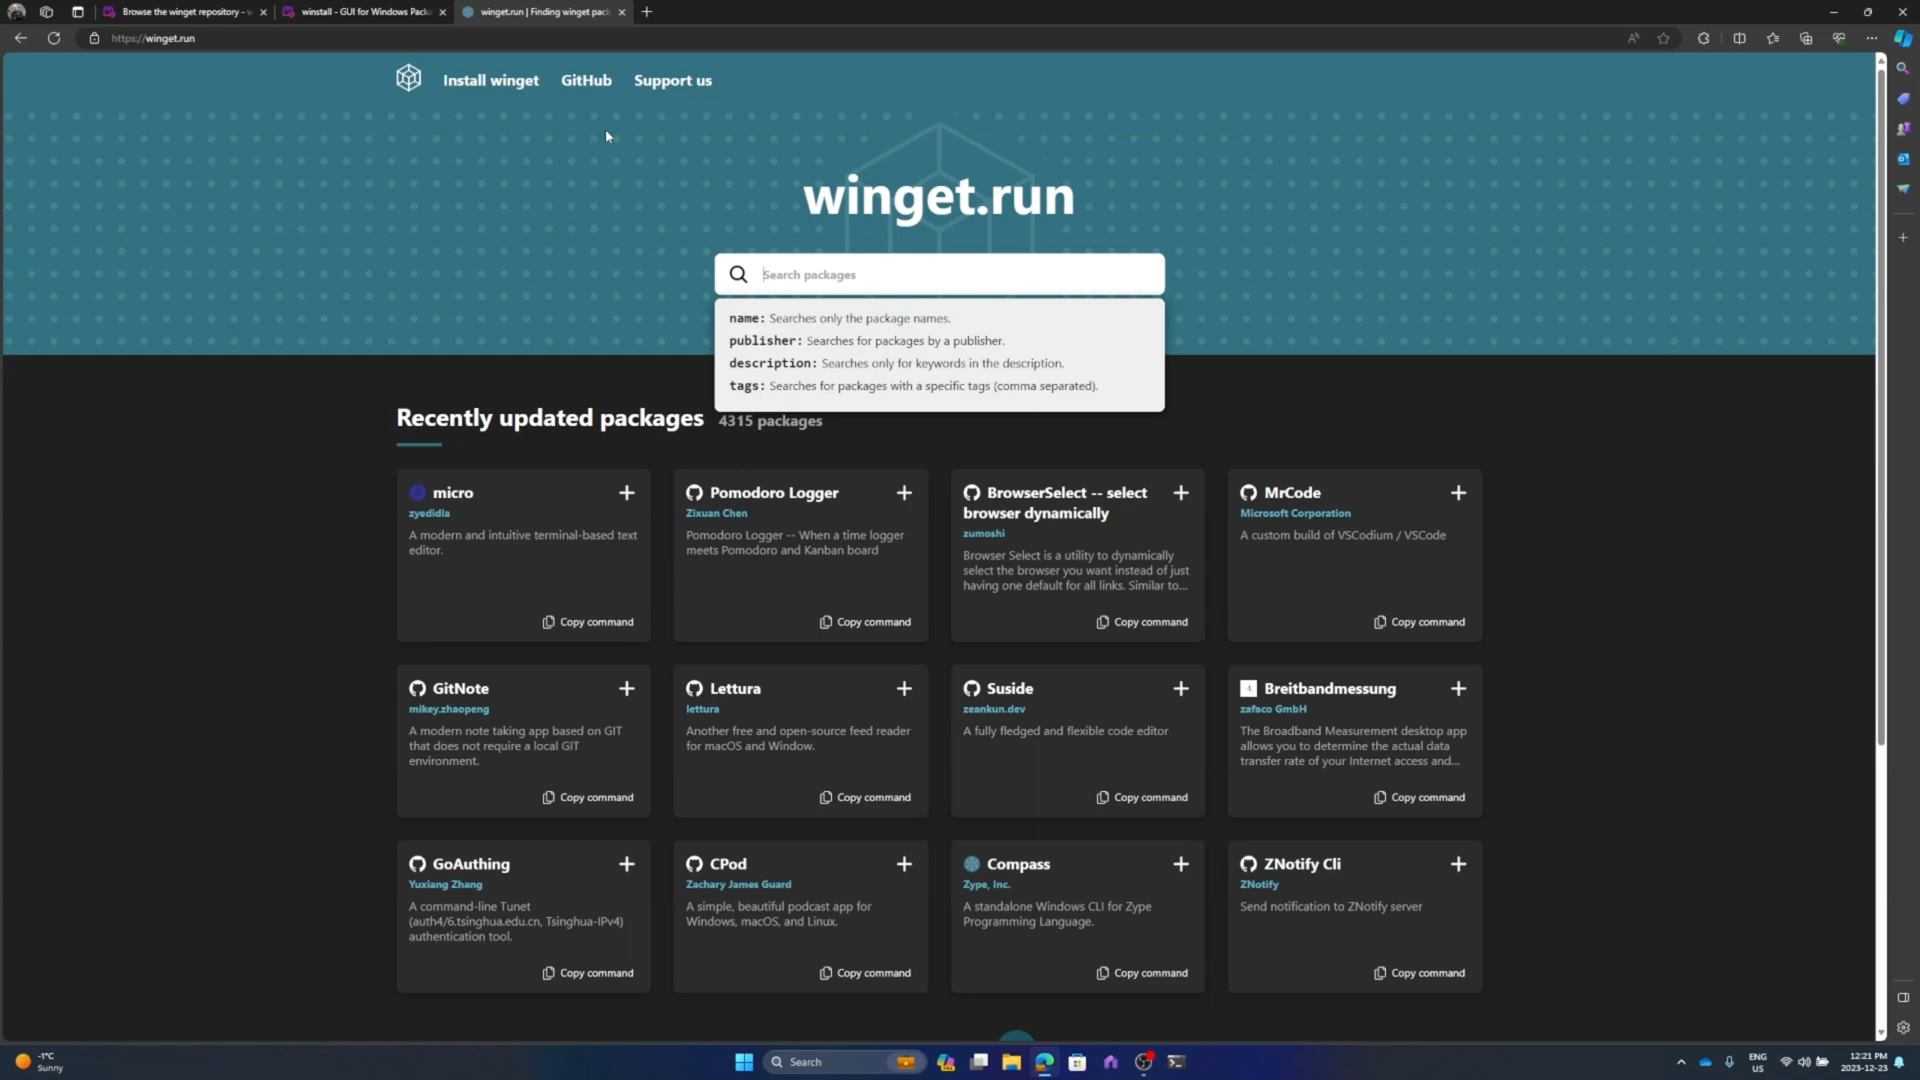 Browse the winget repository - w
winstall - GUI for Windows Packa
winget.run | Finding winget pack
https://winget.run
Install winget
GitHub
Support us
winget.run
Search packages
name: Searches only the package names.
publisher: Searches for packages by a publisher.
description: Searches only for keywords in the description.
tags: Searches for packages with a specific tags (comma separated).
Recently updated packages 4315 packages
micro
zyedidia
A modern and intuitive terminal-based text
editor.
Copy command
Pomodoro Logger
Zixuan Chen
Pomodoro Logger -- When a time logger
meets Pomodoro and Kanban board
Copy command
BrowserSelect -- select
browser dynamically
zumoshi
Browser Select is a utility to dynamically
select the browser you want instead of just
having one default for all links. Similar to...
Copy command
MrCode
Microsoft Corporation
A custom build of VSCodium / VSCode
Copy command
GitNote
mikey.zhaopeng
A modern note taking app based on GIT
that does not require a local GIT
environment.
Copy command
Lettura
lettura
Another free and open-source feed reader
for macOS and Window.
Copy command
Suside
zeankun.dev
A fully fledged and flexible code editor
Copy command
Breitbandmessung
zafaco GmbH
The Broadband Measurement desktop app
allows you to determine the actual data
transfer rate of your Internet access and...
Copy command
GoAuthing
Yuxiang Zhang
A command-line Tunet
(auth4/6.tsinghua.edu.cn, Tsinghua-IPv4)
authentication tool.
Copy command
CPod
Zachary James Guard
A simple, beautiful podcast app for
Windows, macOS, and Linux.
Copy command
Compass
Zype, Inc.
A standalone Windows CLI for Zype
Programming Language.
Copy command
ZNotify Cli
ZNotify
Send notification to ZNotify server
Copy command
-1°C
Sunny
Search
ENG
US
12:21 PM
2023-12-23